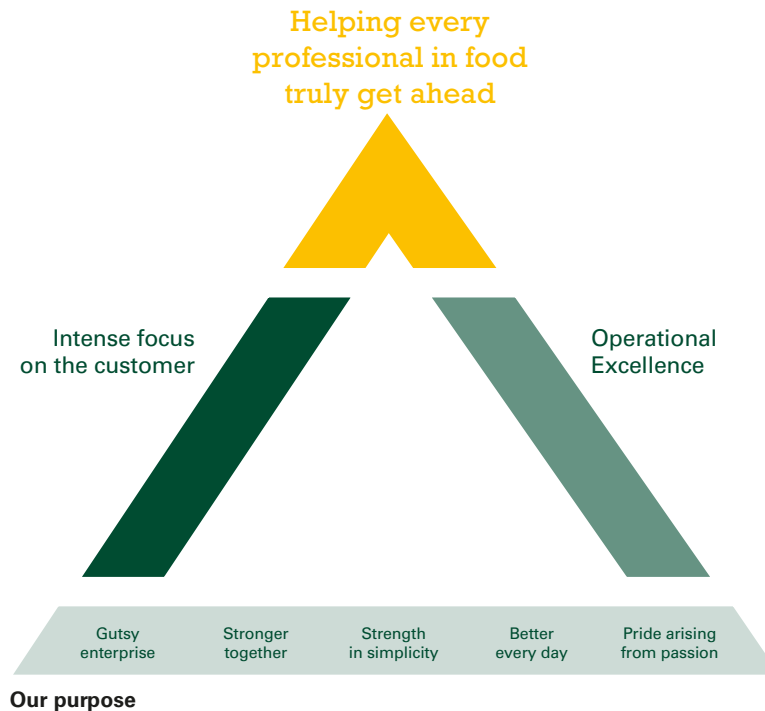 Helping every
professional in food
truly get ahead
Intense focus
on the customer
Operational
Excellence
Gutsy
enterprise
Stronger
together
Strength
in simplicity
Better
every day
Pride arising
from passion
Our purpose